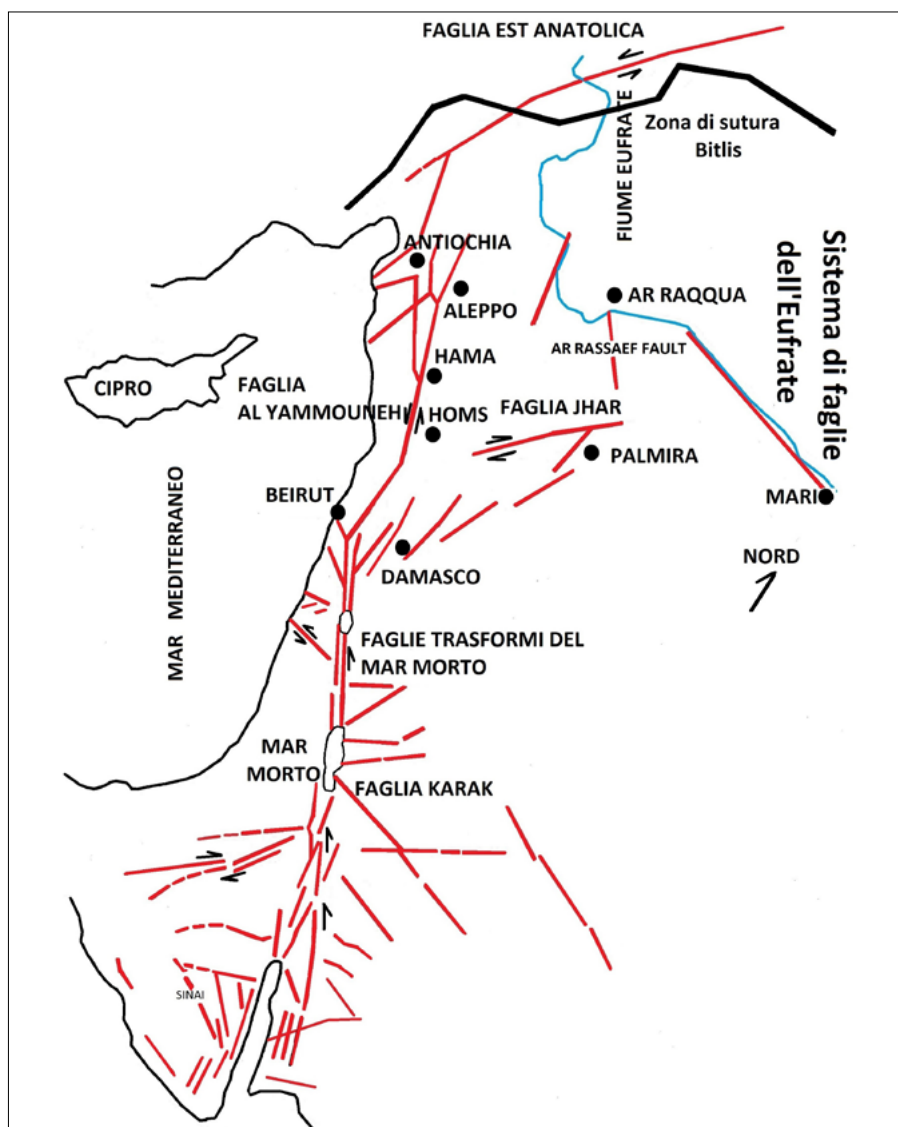 FAGLIA EST ANATOLICA
FIUME EUFRATE
Zona di sutura
Bitlis
Sistema di faglie
dell'Eufrate
ANTIOCHIA
ALEPPO
AR RAQQUA
AR RASSAEF FAULT
CIPRO
HAMA
FAGLIA
AL YAMMOUNEH
HOMS
FAGLIA JHAR
PALMIRA
MARI
BEIRUT
NORD
DAMASCO
MAR MEDITERRANEO
FAGLIE TRASFORMI DEL
MAR MORTO
MAR
MORTO
FAGLIA KARAK
SINAI